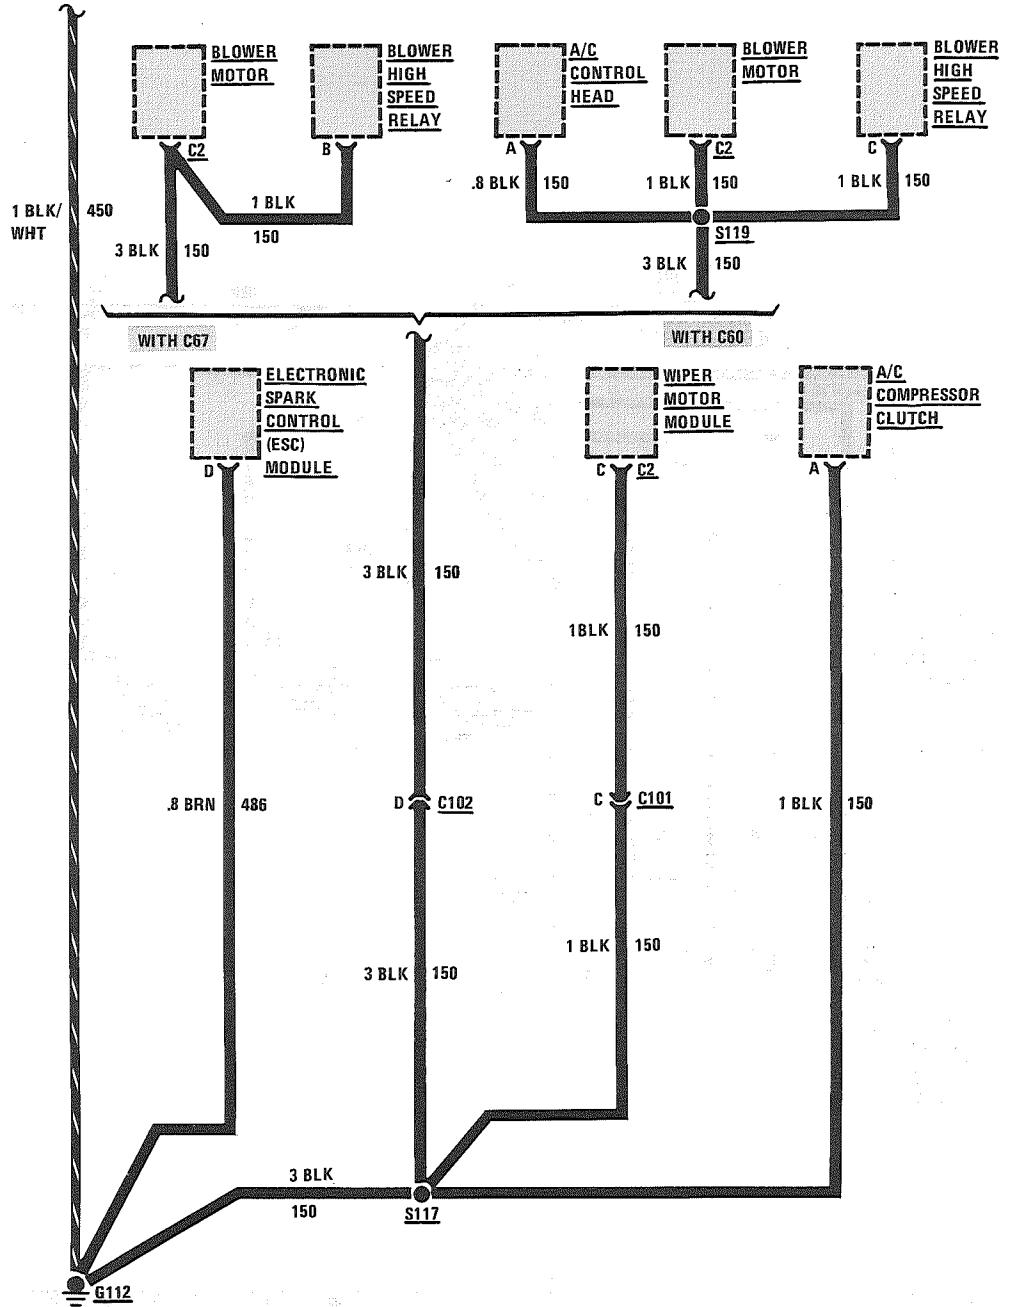 BLOWER
MOTOR
C2
BLOWER
HIGH
SPEED
RELAY
B
A/C
CONTROL
HEAD
A
BLOWER
MOTOR
C2
BLOWER
HIGH
SPEED
RELAY
C
1 BLK/
WHT
450
1 BLK
150
3 BLK 150
.8 BLK 150
1 BLK 150
1 BLK 150
S119
3 BLK 150
WITH C67
WITH C60
ELECTRONIC
SPARK
CONTROL
(ESC)
MODULE
D
WIPER
MOTOR
MODULE
C C2
A/C
COMPRESSOR
CLUTCH
A
3 BLK 150
1BLK 150
.8 BRN 486
D C102
C C101
1 BLK 150
1 BLK 150
3 BLK 150
3 BLK
150
S117
G112